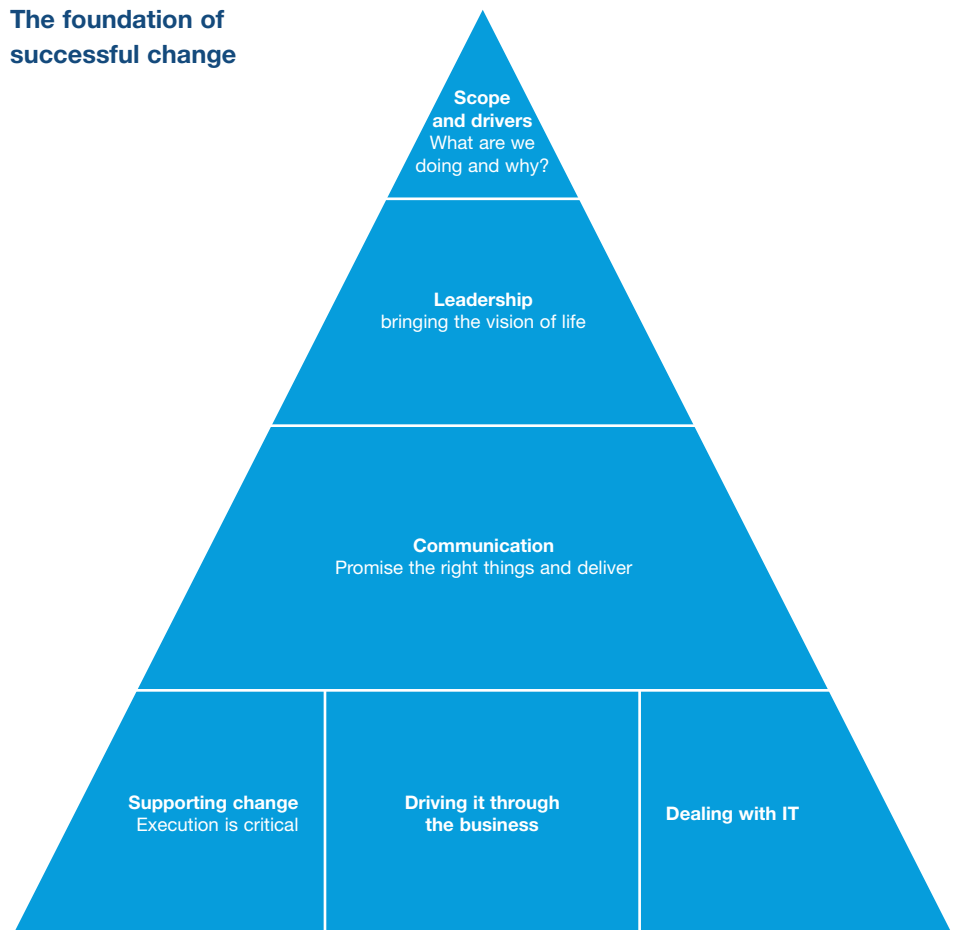 The foundation of
successful change
Scope
and drivers
What are we
doing and why?
Leadership
bringing the vision of life
Communication
Promise the right things and deliver
Supporting change
Execution is critical
Driving it through
the business
Dealing with IT